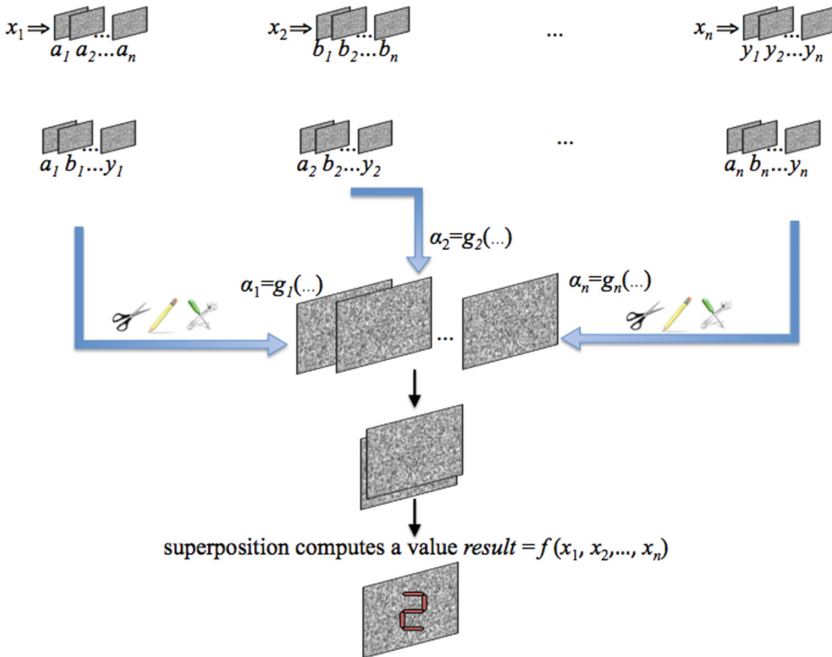 x₁⇒ x₂⇒ ... xₙ⇒
a₁ a₂...aₙ b₁ b₂...bₙ y₁ y₂...yₙ
... ... ... ...
a₁ b₁...y₁ a₂ b₂...y₂ aₙ bₙ...yₙ
α₂=g₂(...)
α₁=g₁(...) αₙ=gₙ(...)
...
superposition computes a value result = f (x₁, x₂,..., xₙ)
2